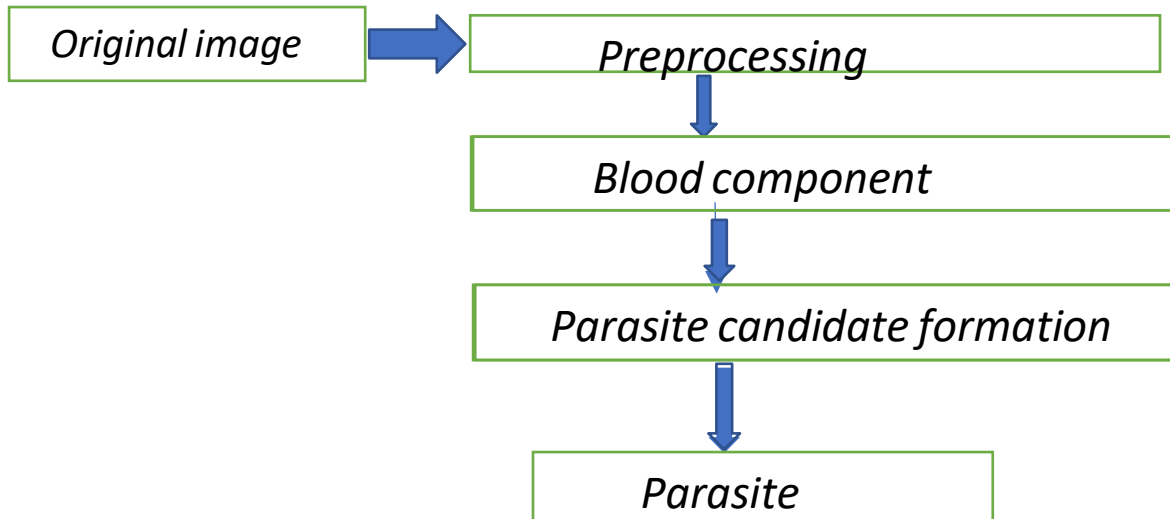 Original image
Preprocessing
Blood component
Parasite candidate formation
Parasite